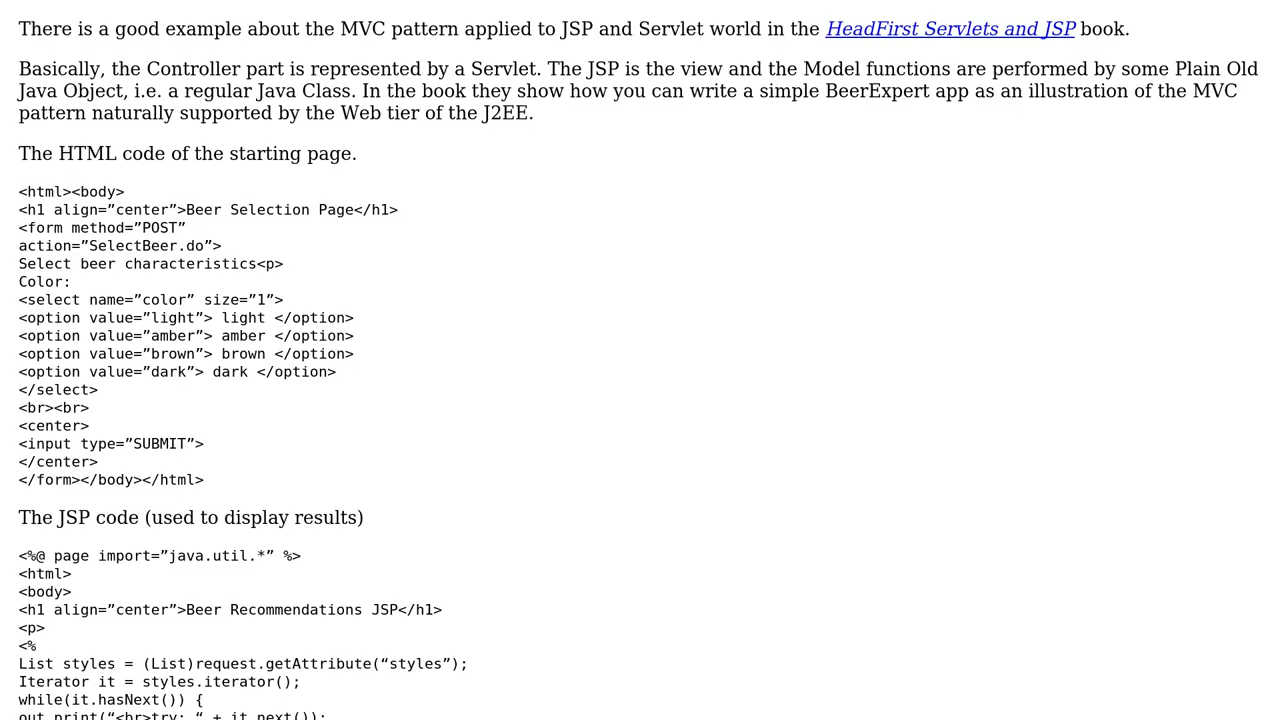 There is a good example about the MVC pattern applied to JSP and Servlet world in the HeadFirst Servlets and JSP book.
Basically, the Controller part is represented by a Servlet. The JSP is the view and the Model functions are performed by some Plain Old
Java Object, i.e. a regular Java Class. In the book they show how you can write a simple BeerExpert app as an illustration of the MVC
pattern naturally supported by the Web tier of the J2EE.
The HTML code of the starting page.
<html><body>
<h1 align=”center”>Beer Selection Page</h1>
<form method=”POST”
action=”SelectBeer.do”>
Select beer characteristics<p>
Color:
<select name=”color” size=”1”>
<option value=”light”> light </option>
<option value=”amber”> amber </option>
<option value=”brown”> brown </option>
<option value=”dark”> dark </option>
</select>
<br><br>
<center>
<input type=”SUBMIT”>
</center>
</form></body></html>
The JSP code (used to display results)
<%@ page import=”java.util.*” %>
<html>
<body>
<h1 align=”center”>Beer Recommendations JSP</h1>
<p>
<%
List styles = (List)request.getAttribute(“styles”);
Iterator it = styles.iterator();
while(it.hasNext()) {
out.print(“<br>try: “ + it.next());